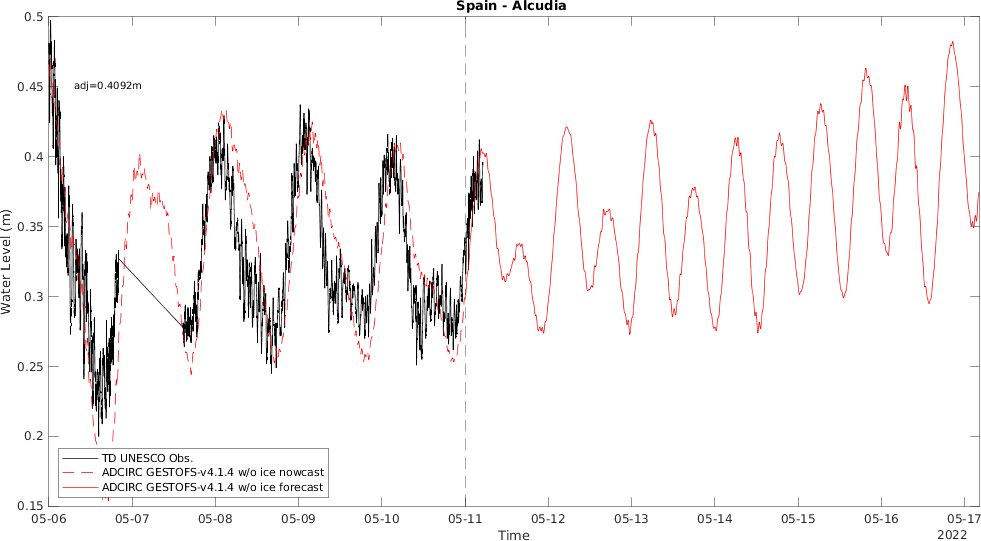 Spain - Alcudia
0.5
0.45
0.4
0.35
0.3
0.25
0.2
0.15
Water Level (m)
adj=0.4092m
TD UNESCO Obs.
ADCIRC GESTOFS-v4.1.4 w/o ice nowcast
ADCIRC GESTOFS-v4.1.4 w/o ice forecast
05-06 05-07 05-08 05-09 05-10 05-11 05-12 05-13 05-14 05-15 05-16 05-17
Time
2022